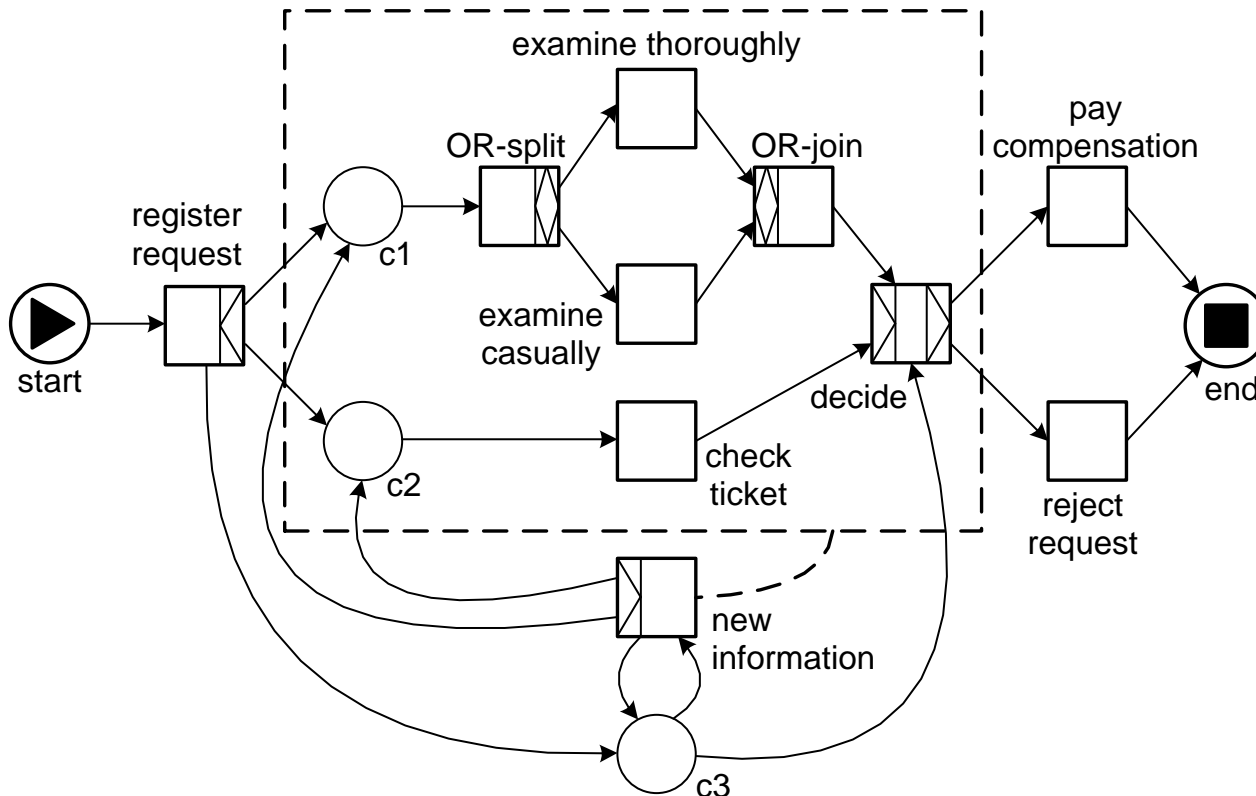 examine thoroughly
pay
compensation
OR-split
OR-join
register
request
c1
start
examine
casually
decide
end
c2
check
ticket
reject
request
new
information
c3